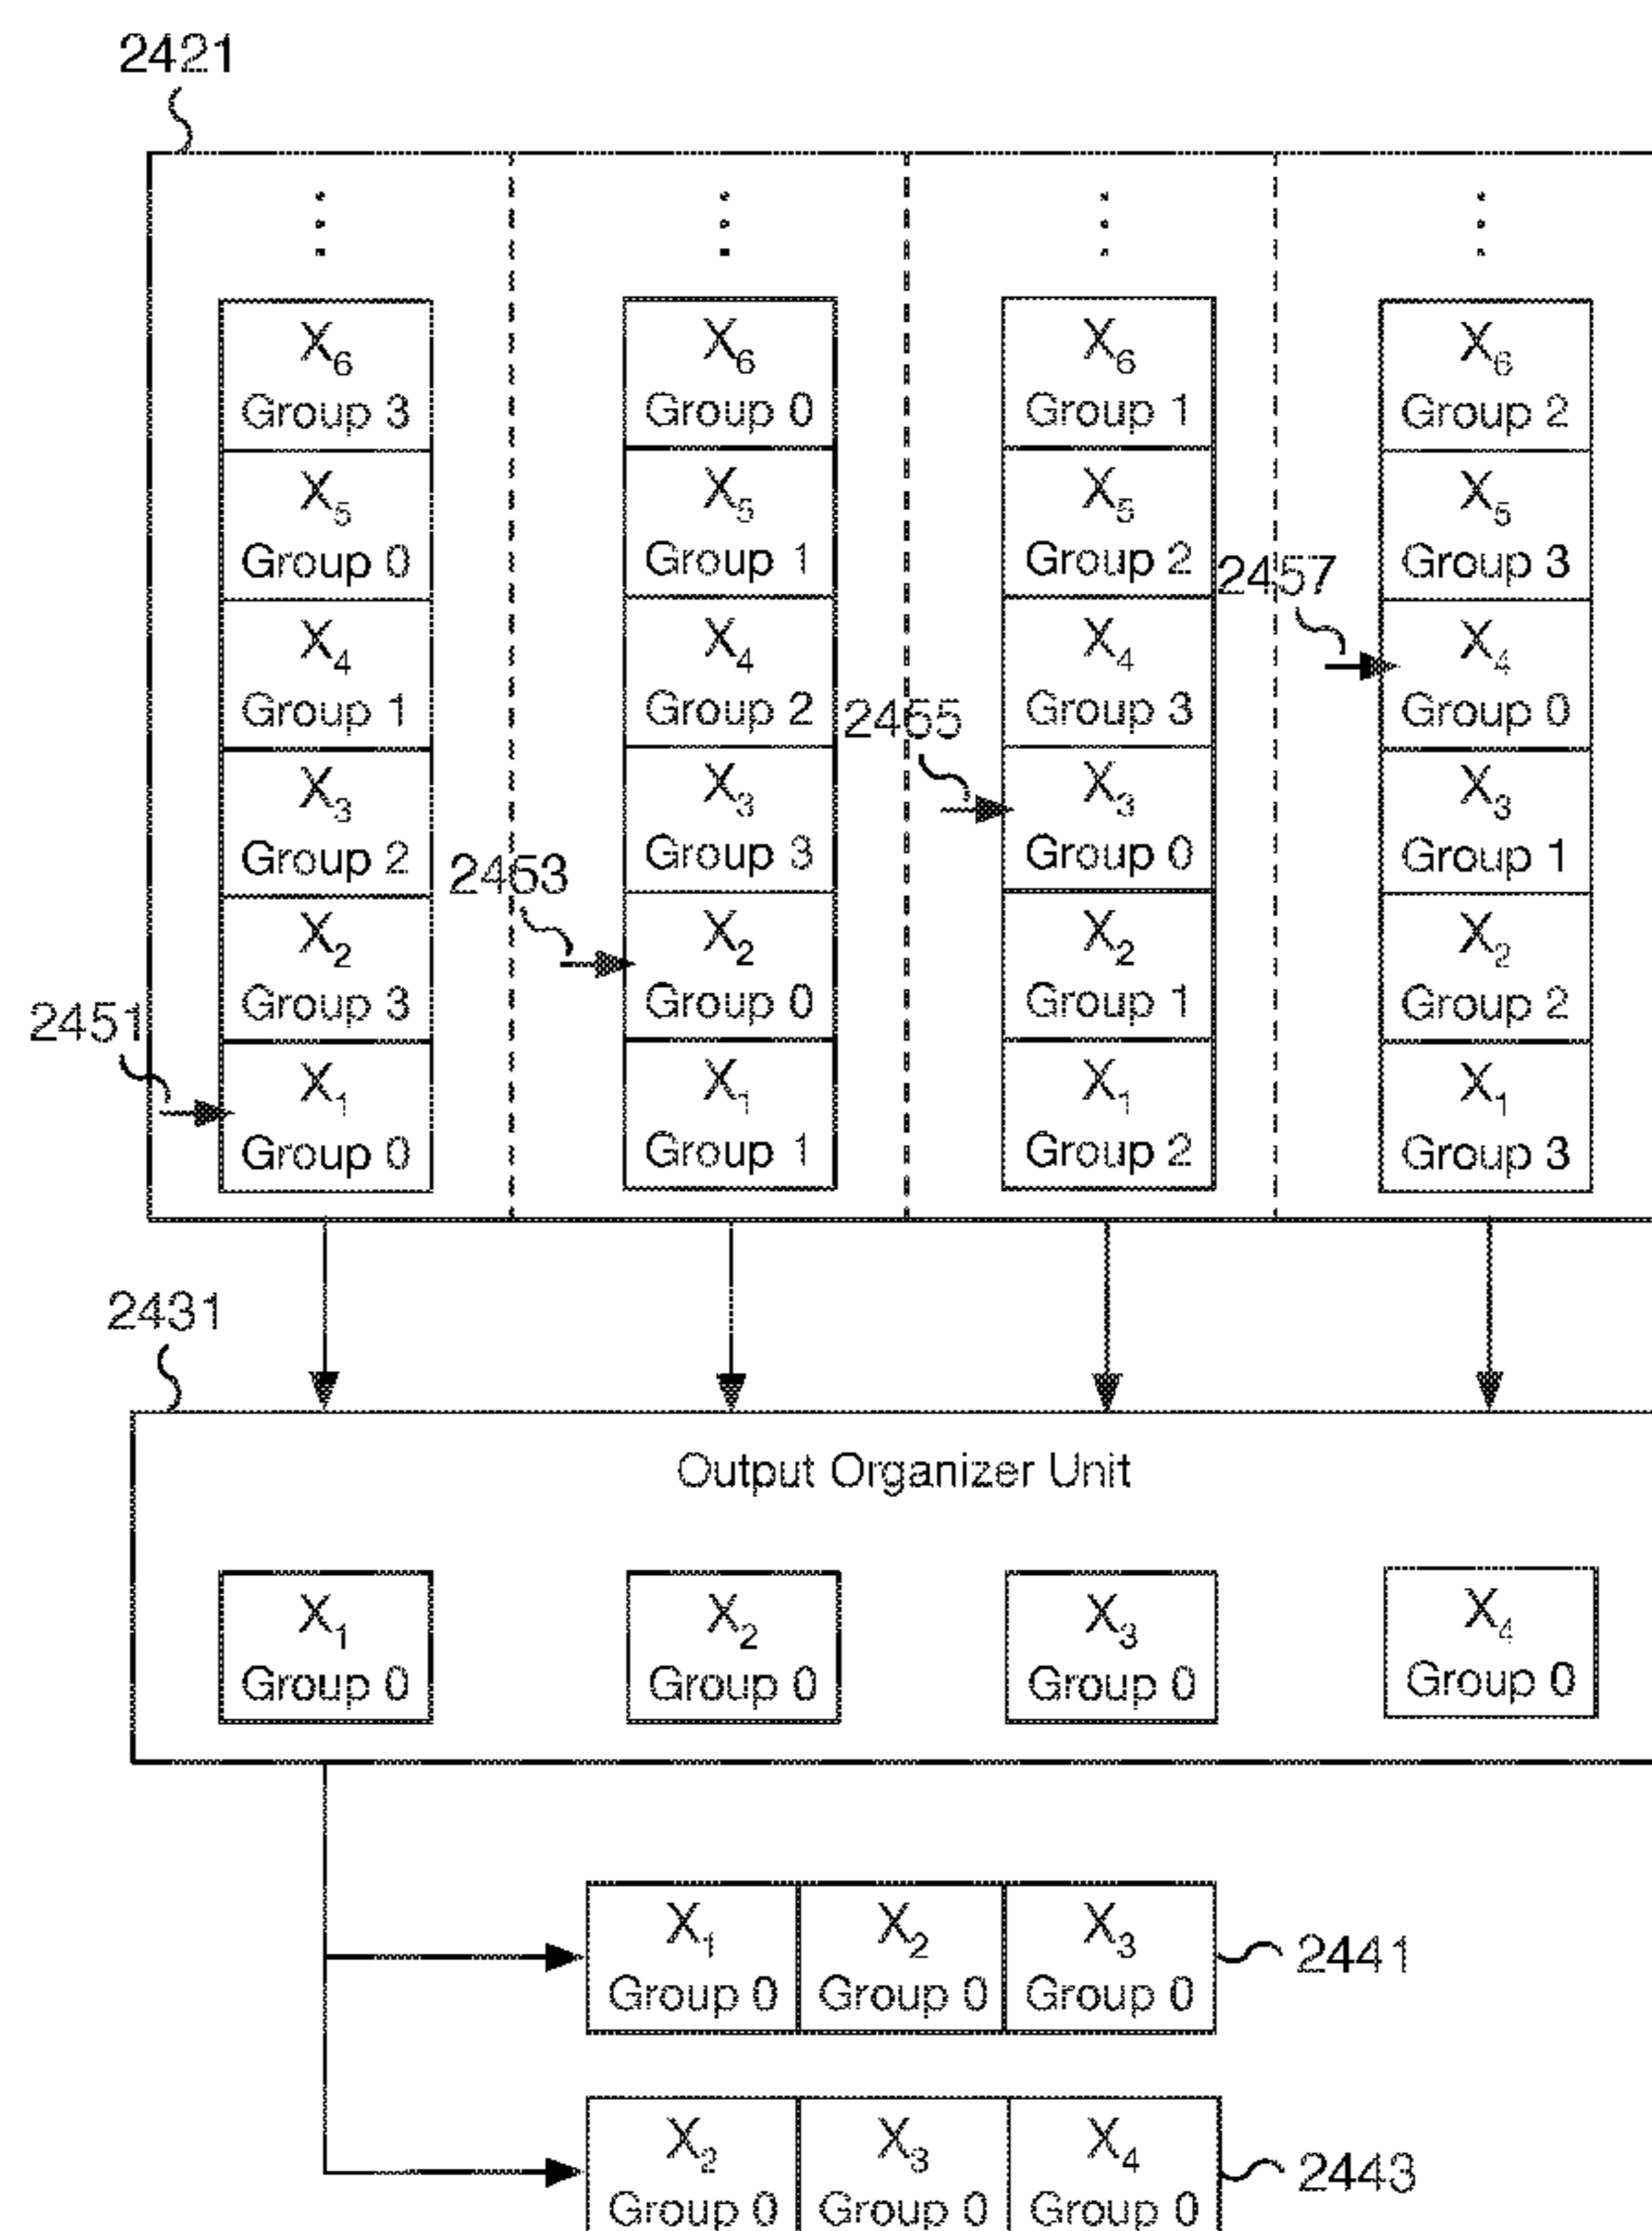 2421
X6 X6 X6 X6
Group 3 Group 0 Group 1 Group 2
X5 X5 X5 X5
Group 0 Group 1 Group 2 Group 3
2457
X4 X4 X4 X4
Group 1 Group 2 Group 3 Group 0
2455
X3 X3 X3 X3
Group 2 Group 3 Group 0 Group 1
2453
X2 X2 X2 X2
Group 3 Group 0 Group 1 Group 2
2451
X1 X1 X1 X1
Group 0 Group 1 Group 2 Group 3
2431
Output Organizer Unit
X1 X2 X3 X4
Group 0 Group 0 Group 0 Group 0
X1 X2 X3
Group 0 Group 0 Group 0
2441
X2 X3 X4
Group 0 Group 0 Group 0
2443